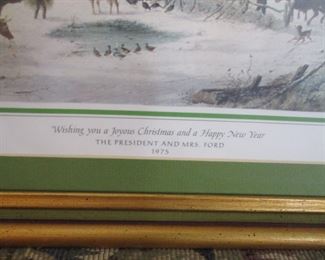 Wishing you a Joyous Christmas and a Happy New Year
THE PRESIDENT AND MRS. FORD
1975